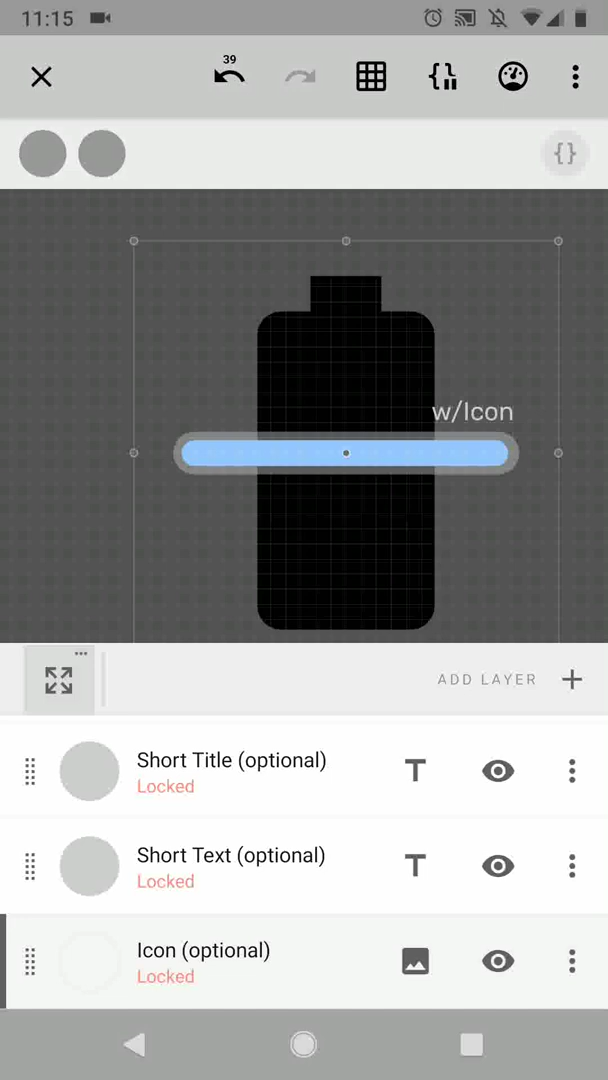 11:15
39
w/Icon
ADD LAYER
Short Title (optional)
Locked
Short Text (optional)
Locked
Icon (optional)
Locked